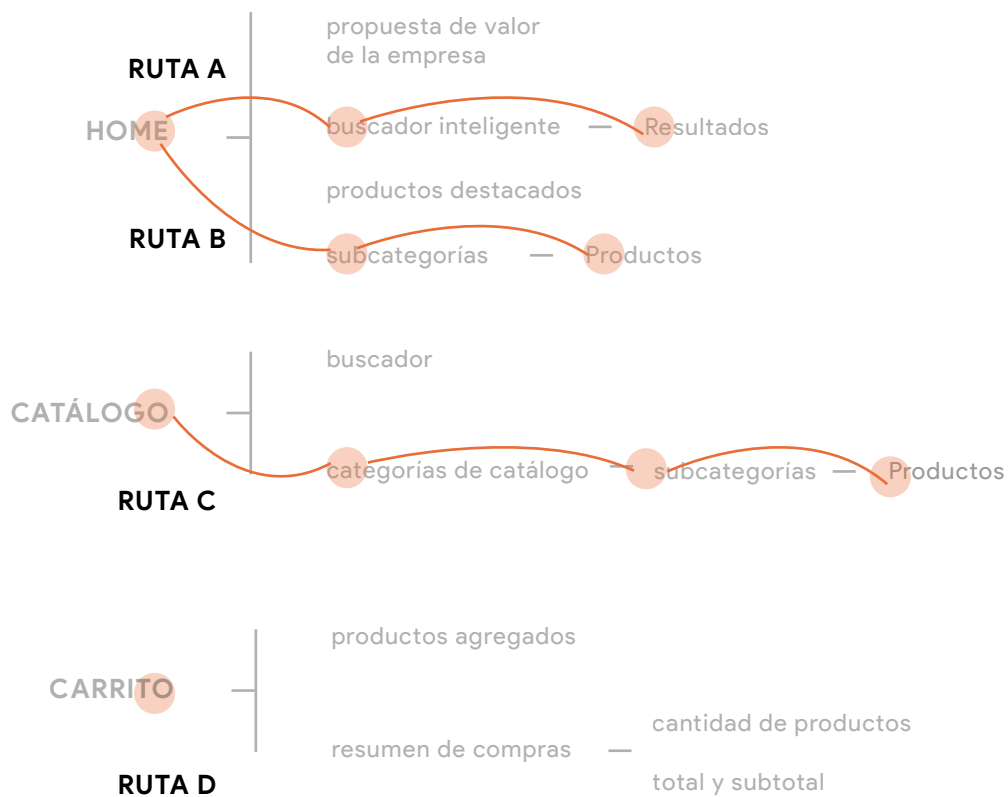 propuesta de valor
de la empresa
RUTA A
HOME
buscador inteligente — Resultados
productos destacados
RUTA B
subcategorías — Productos
buscador
CATÁLOGO
categorías de catálogo — subcategorías — Productos
RUTA C
productos agregados
CARRITO
cantidad de productos
resumen de compras —
total y subtotal
RUTA D